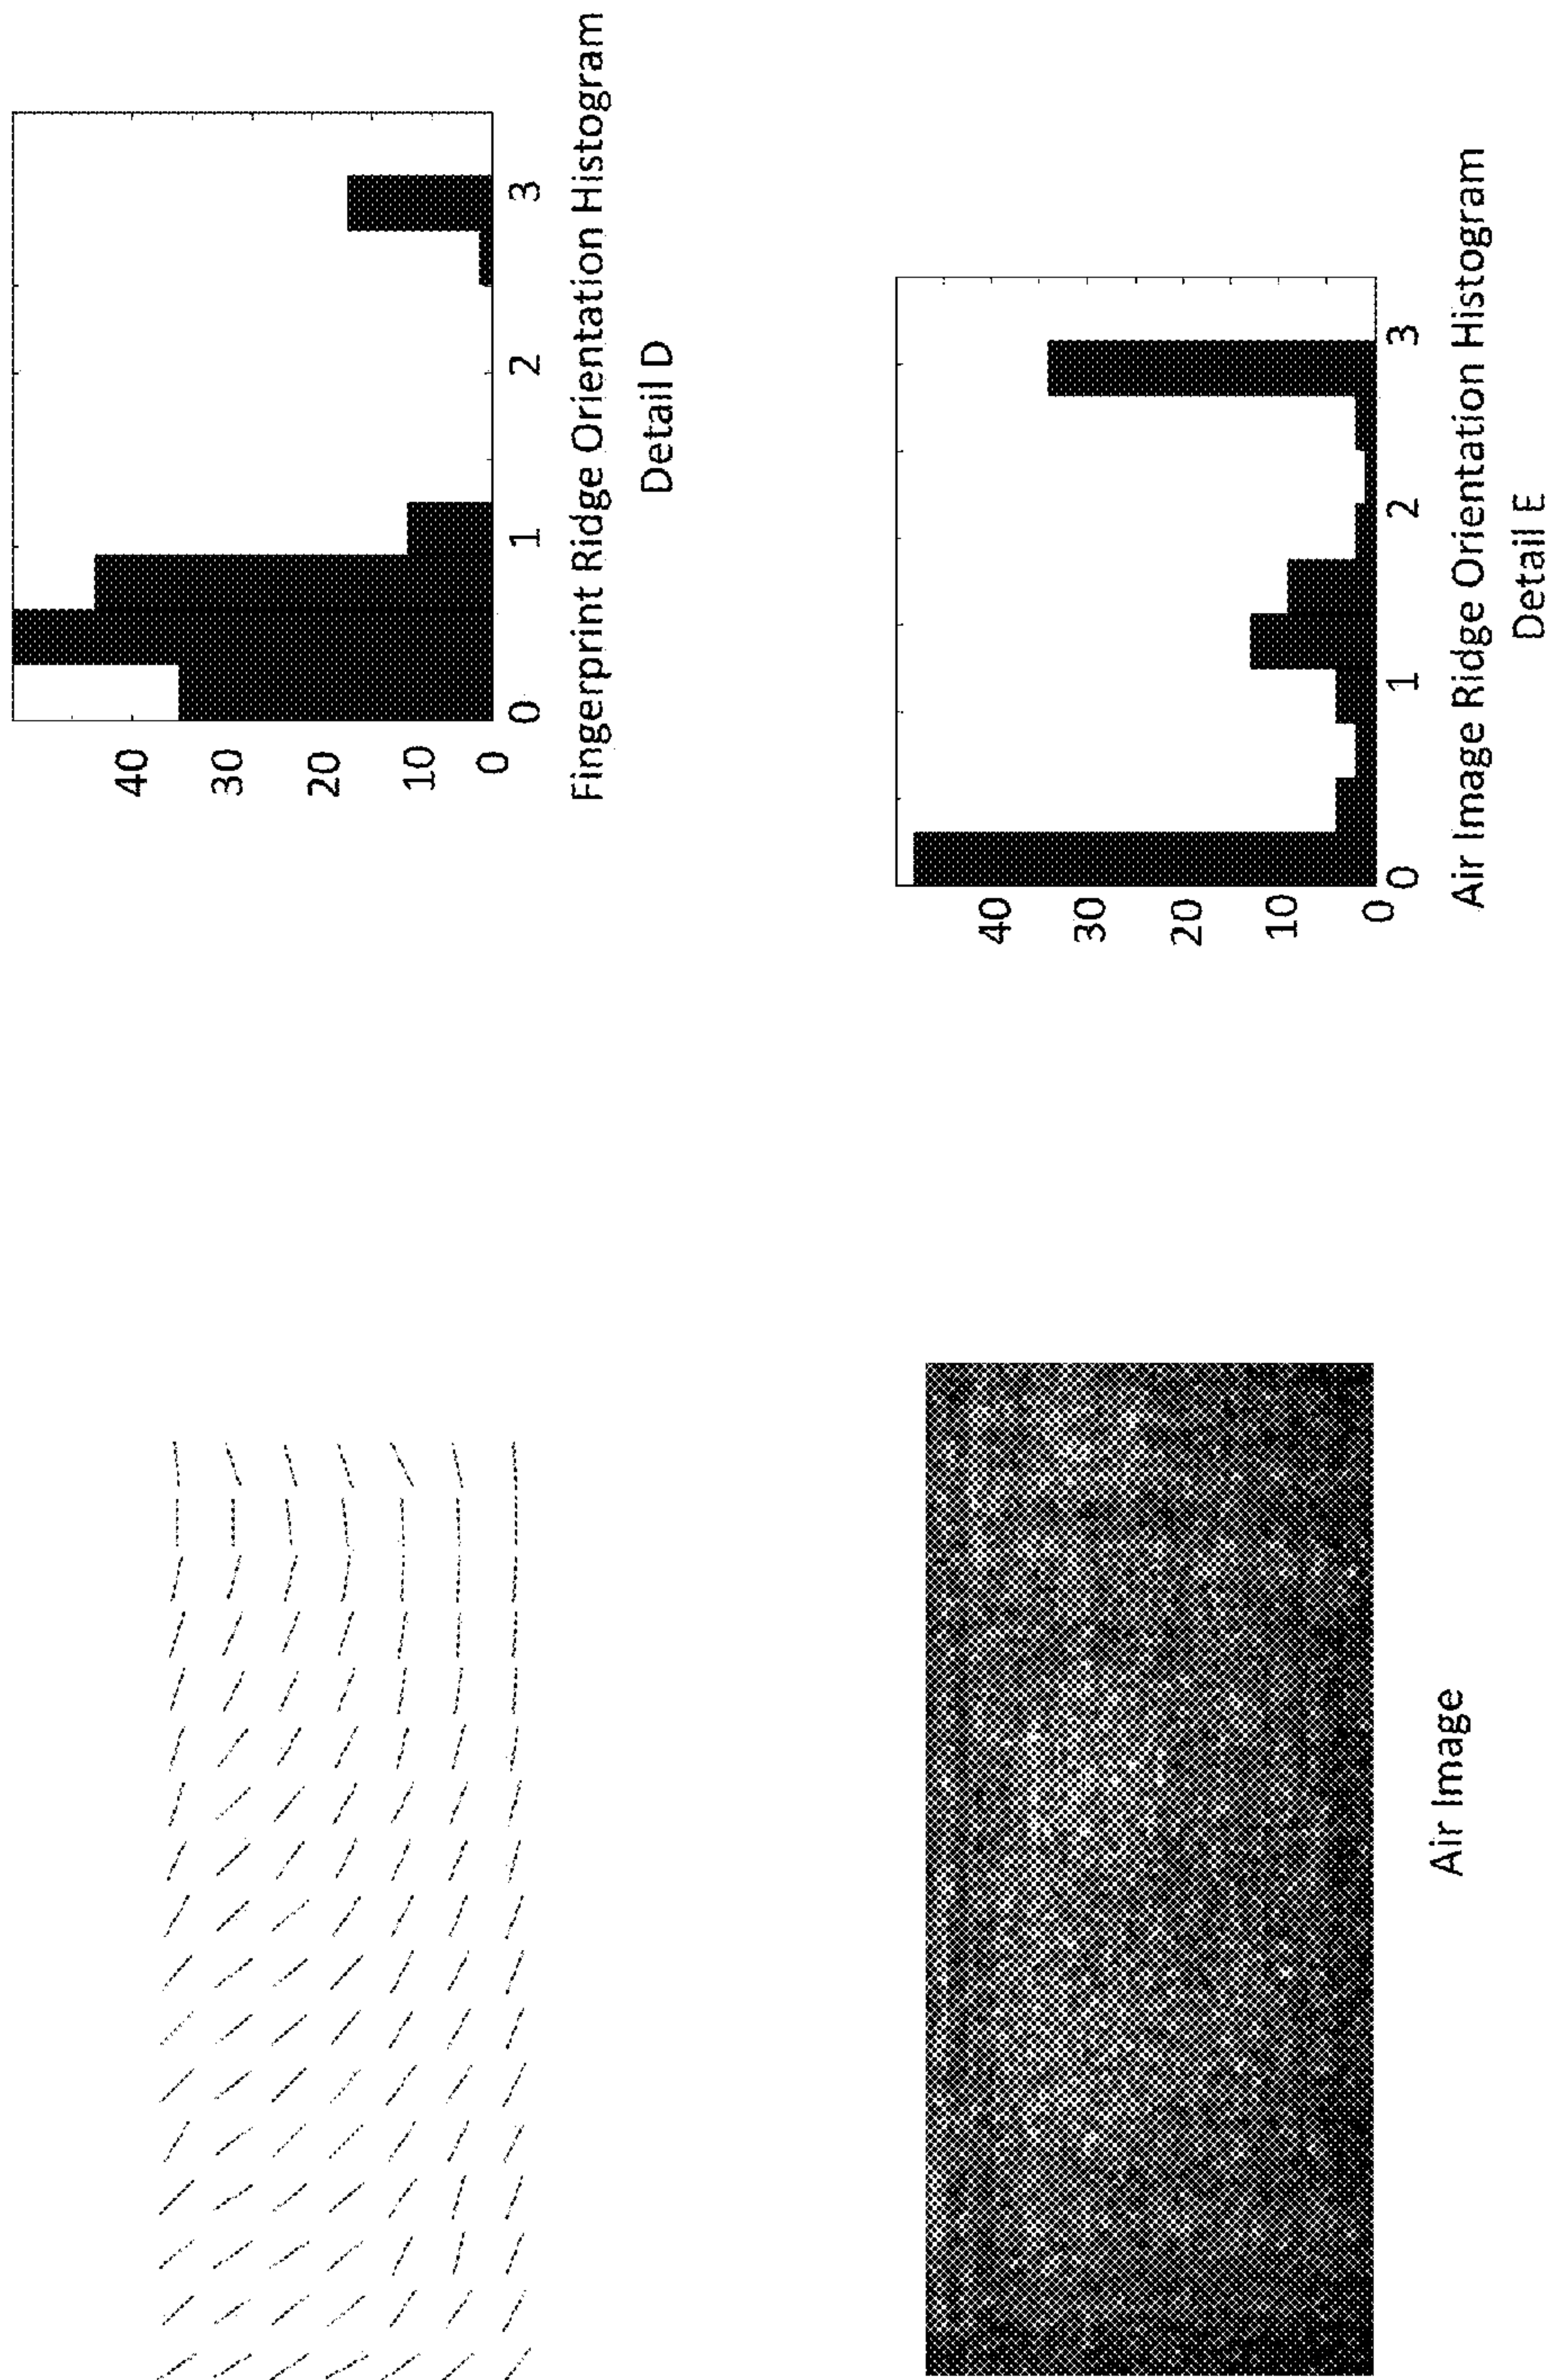 40
30
20
10
0
0 1 2 3
Fingerprint Ridge Orientation Histogram
Detail D
40
30
20
10
0
0 1 2 3
Air Image Ridge Orientation Histogram
Detail E
Air Image